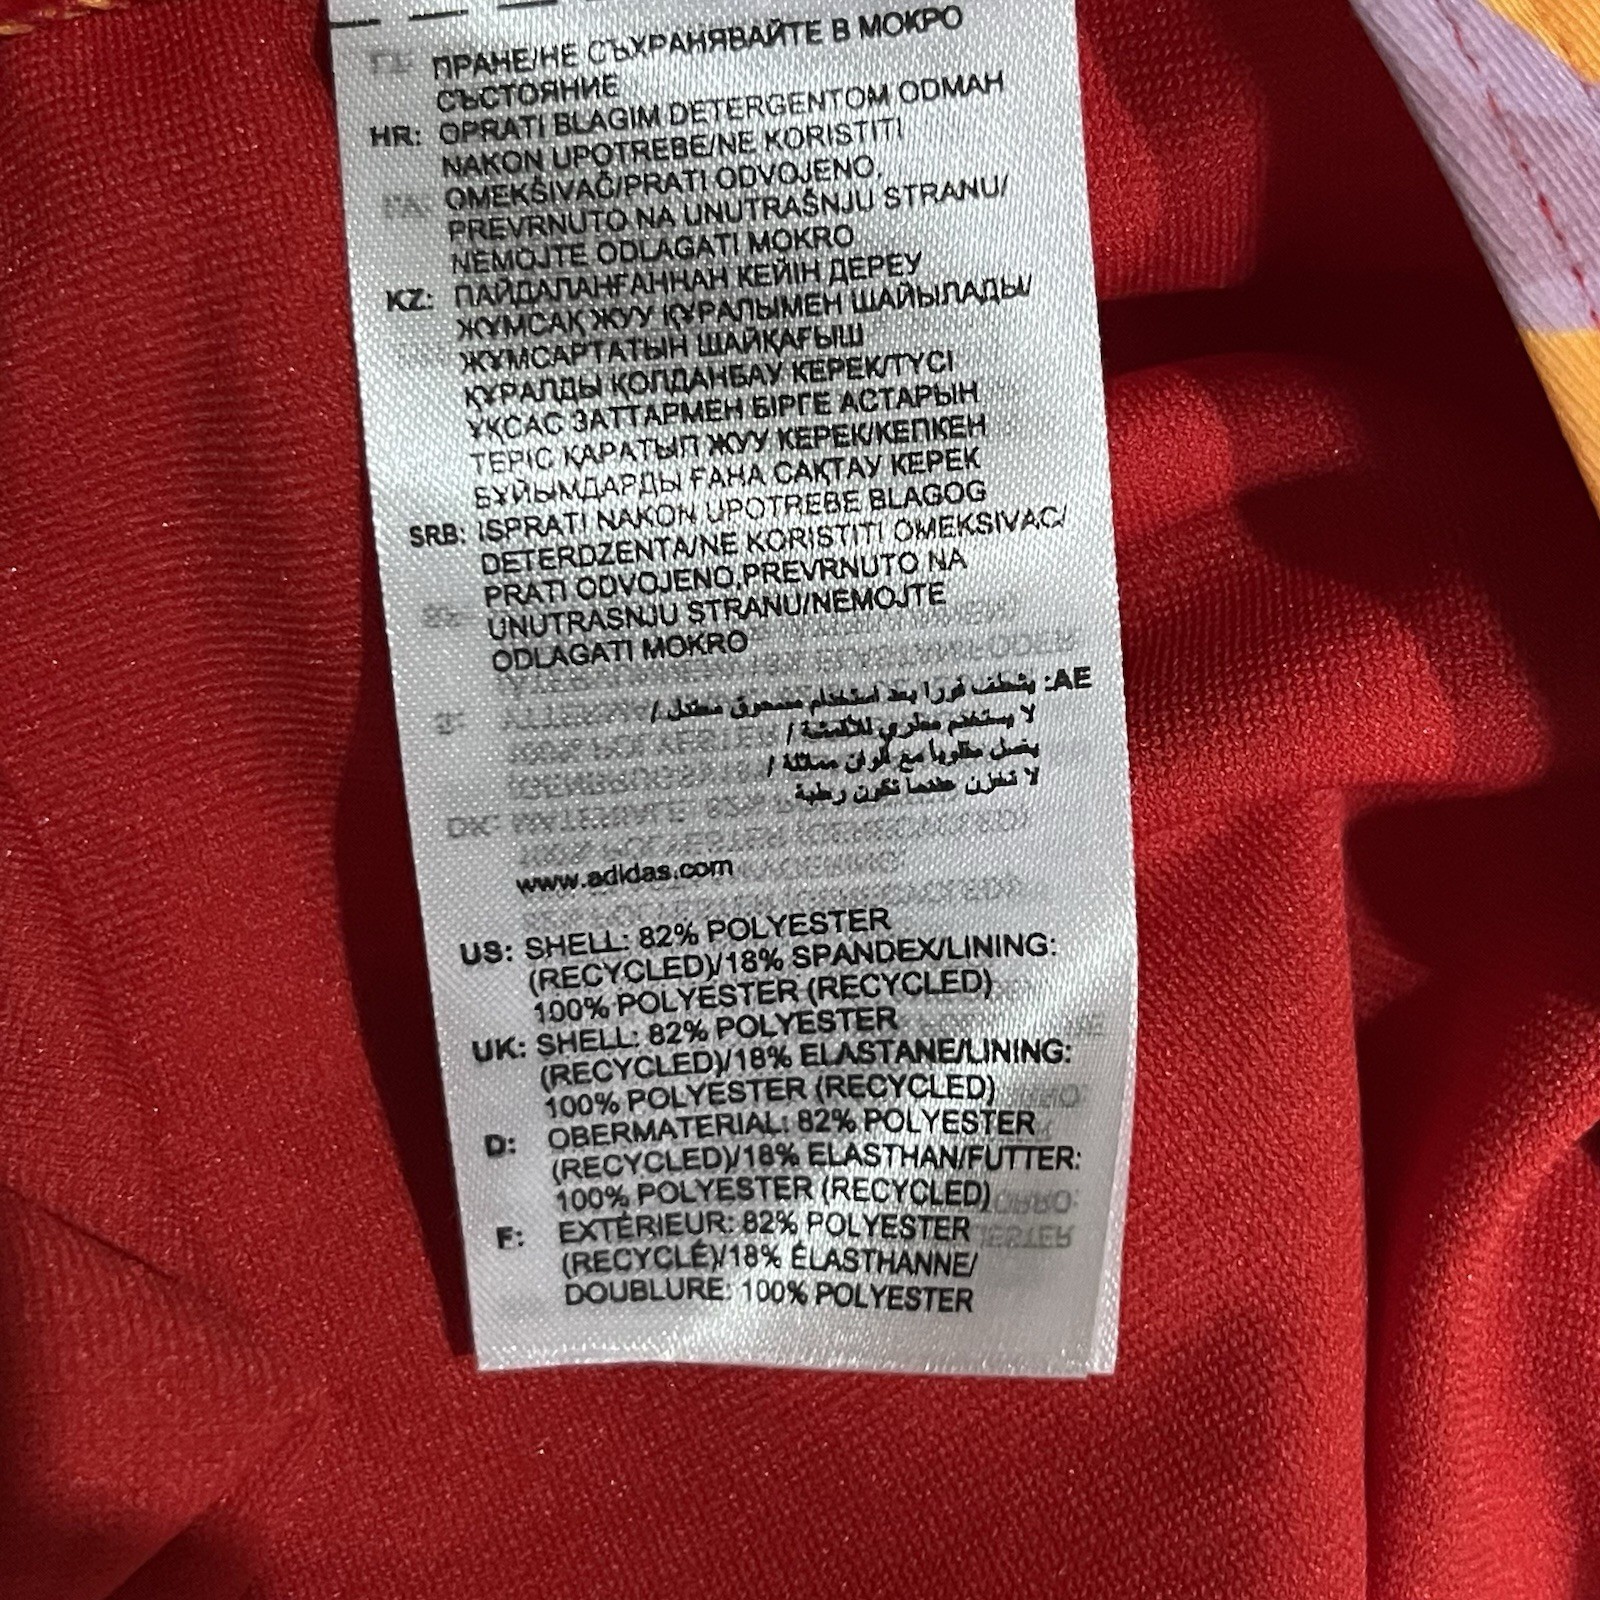 ПРАНЕ/НЕ СЪХРАНЯВАЙТЕ В МОКРО
СЪСТОЯНИЕ
HR: OPRATI BLAGIM DETERGENTOM ODMAH
NAKON UPOTREBE/NE KORISTITI
OMEKŠIVAČ/PRATI ODVOJENO,
PREVRNUTO NA UNUTRAŠNJU STRANU/
NEMOJTE ODLAGATI MOKRO
KZ: ПАЙДАЛАНҒАННАН КЕЙІН ДЕРЕУ
ЖҰМСАҚ ЖУУ ҚҰРАЛЫМЕН ШАЙЫЛАДЫ/
ЖҰМСАРТАТЫН ШАЙҚАҒЫШ
ҚҰРАЛДЫ ҚОЛДАНБАУ КЕРЕК/ТҮСІ
ҰҚСАС ЗАТТАРМЕН БІРГЕ АСТАРЫН
ТЕРІС ҚАРАТЫП ЖУУ КЕРЕК/КЕПКЕН
БҰЙЫМДАРДЫ ҒАНА САҚТАУ КЕРЕК
SRB: ISPRATI NAKON UPOTREBE BLAGOG
DETERDZENTA/NE KORISTITI OMEKSIVAC/
PRATI ODVOJENO,PREVRNUTO NA
UNUTRASNJU STRANU/NEMOJTE
ODLAGATI MOKRO
AE: يشطف فورا بعد استخدام مسحوق معتدل /
لا يستخدم مطري للأقمشة /
يغسل مقلوباً مع ألوان مماثلة /
لا تخزن عندما تكون رطبة
www.adidas.com
US: SHELL: 82% POLYESTER
(RECYCLED)/18% SPANDEX/LINING:
100% POLYESTER (RECYCLED)
UK: SHELL: 82% POLYESTER
(RECYCLED)/18% ELASTANE/LINING:
100% POLYESTER (RECYCLED)
D: OBERMATERIAL: 82% POLYESTER
(RECYCLED)/18% ELASTHAN/FUTTER:
100% POLYESTER (RECYCLED)
F: EXTÉRIEUR: 82% POLYESTER
(RECYCLÉ)/18% ÉLASTHANNE/
DOUBLURE: 100% POLYESTER